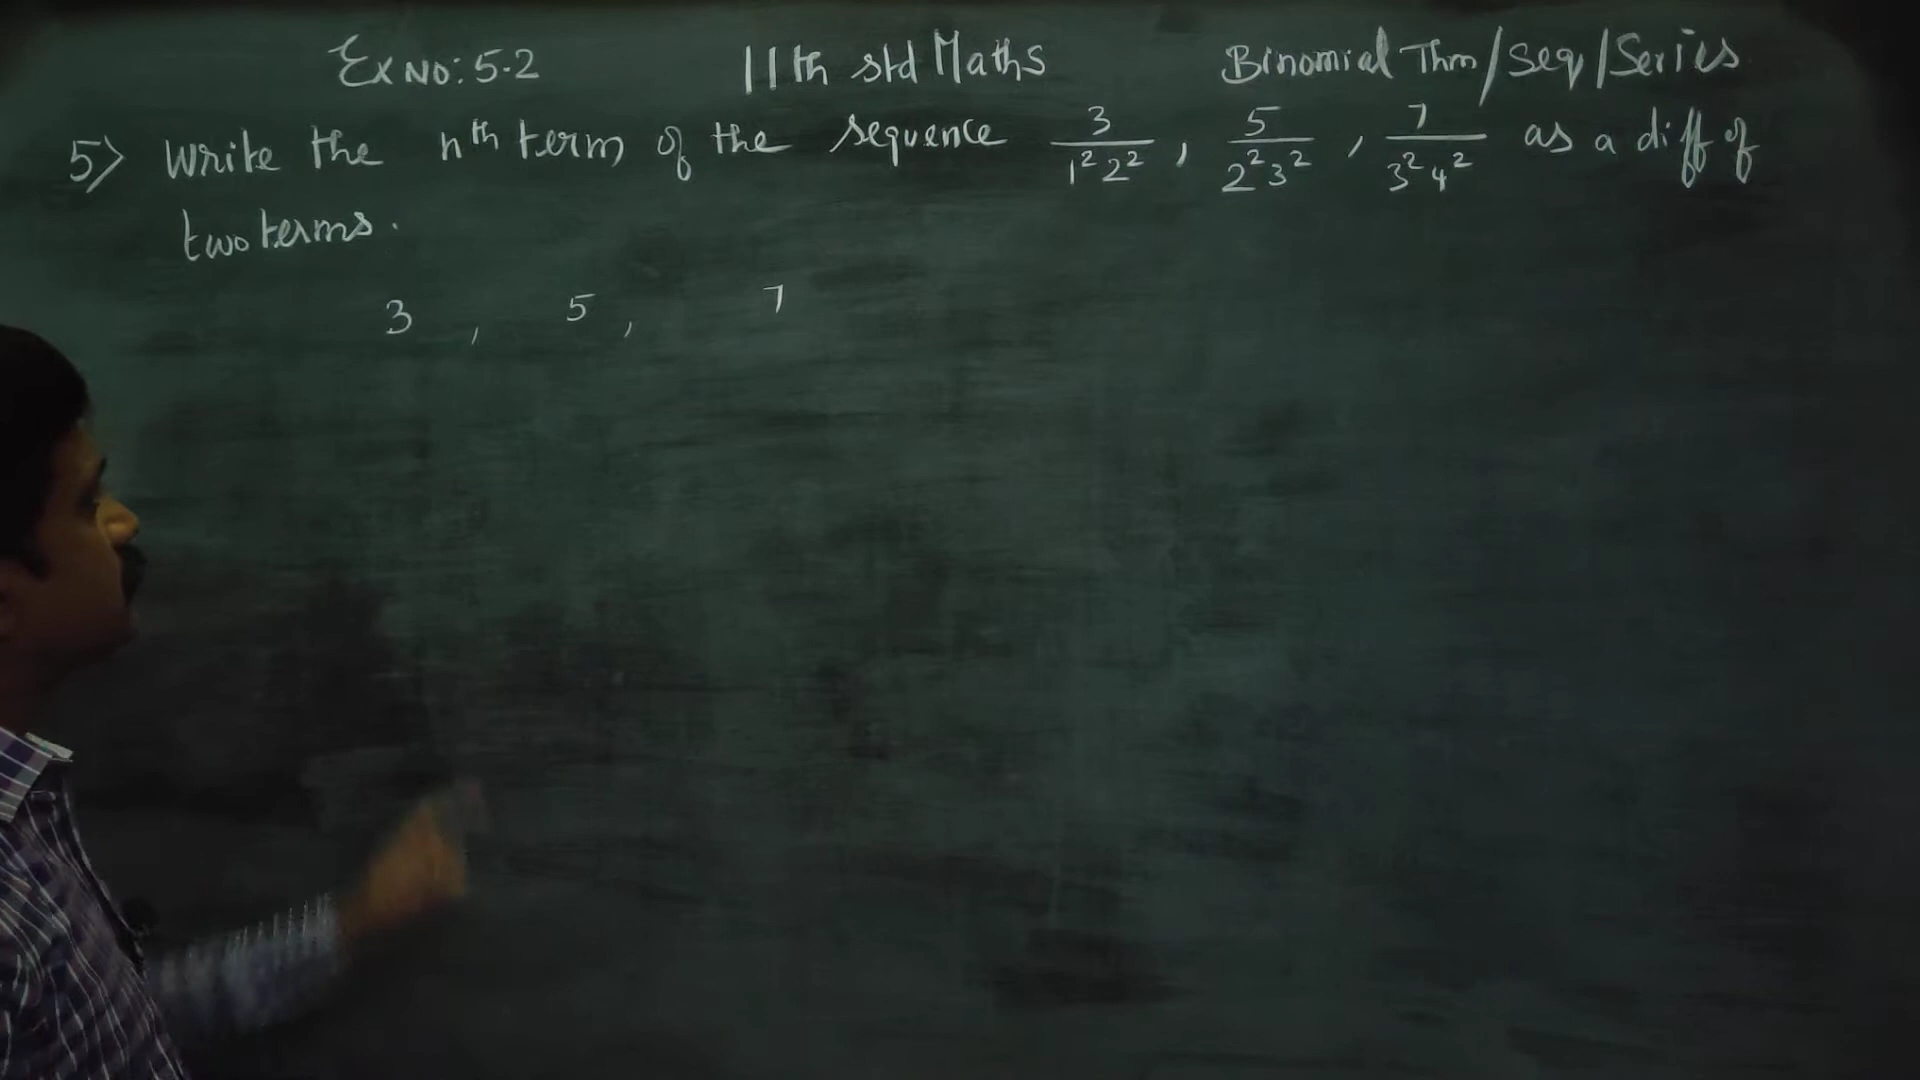 Ex No: 5.2 11th std Maths Binomial Thm/Seq/Series
5> Write the nth term of the sequence 3/1²2², 5/2²3², 7/3²4² as a diff of
two terms.
3 , 5 , 7